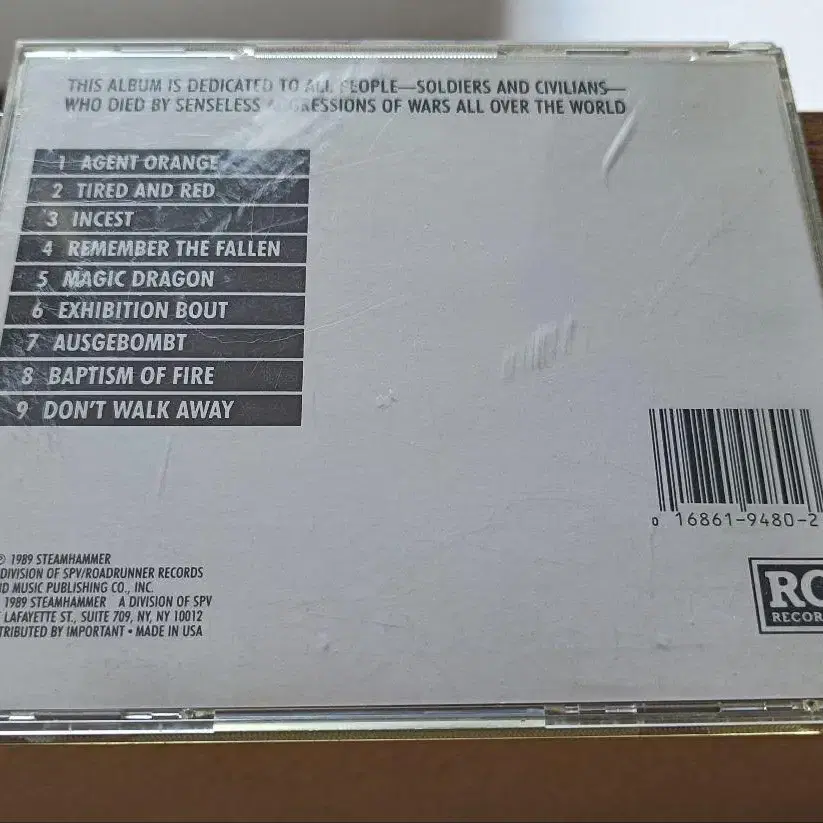 THIS ALBUM IS DEDICATED TO ALL PEOPLE—SOLDIERS AND CIVILIANS—
WHO DIED BY SENSELESS AGGRESSIONS OF WARS ALL OVER THE WORLD
1 AGENT ORANGE
2 TIRED AND RED
3 INCEST
4 REMEMBER THE FALLEN
5 MAGIC DRAGON
6 EXHIBITION BOUT
7 AUSGEBOMBT
8 BAPTISM OF FIRE
9 DON'T WALK AWAY
0 16861-9480-2
℗ 1989 STEAMHAMMER
DIVISION OF SPV/ROADRUNNER RECORDS
MUSIC PUBLISHING CO., INC.
1989 STEAMHAMMER A DIVISION OF SPV
LAFAYETTE ST., SUITE 709, NY, NY 10012
TRIBUTED BY IMPORTANT • MADE IN USA
RC
RECOR